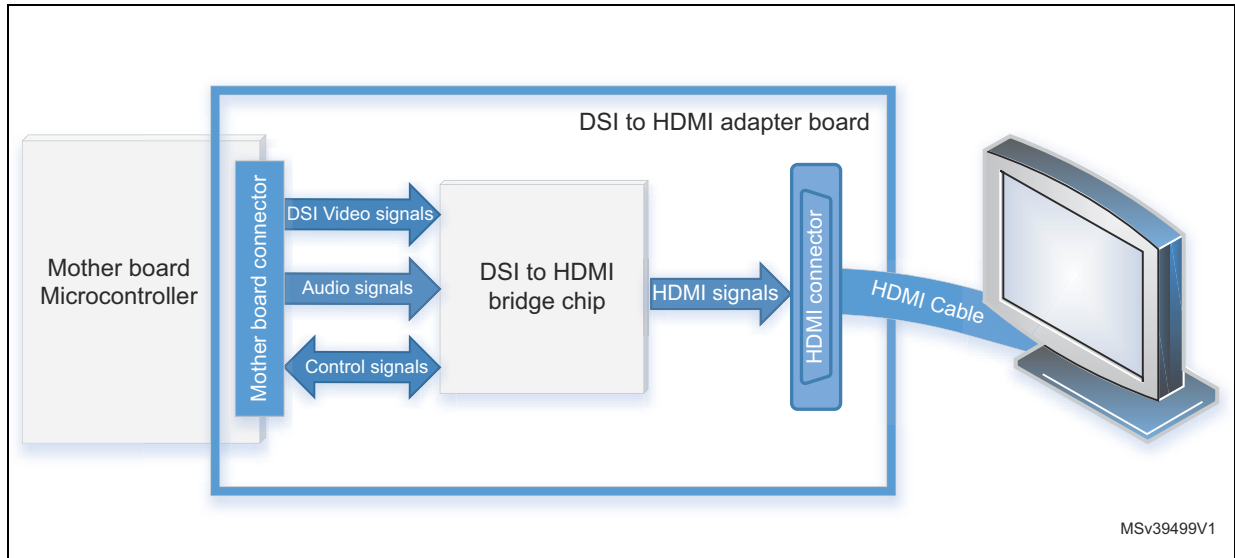 DSI to HDMI adapter board
Mother board
Microcontroller
Mother board connector
DSI Video signals
Audio signals
Control signals
DSI to HDMI
bridge chip
HDMI signals
HDMI connector
HDMI Cable
MSv39499V1